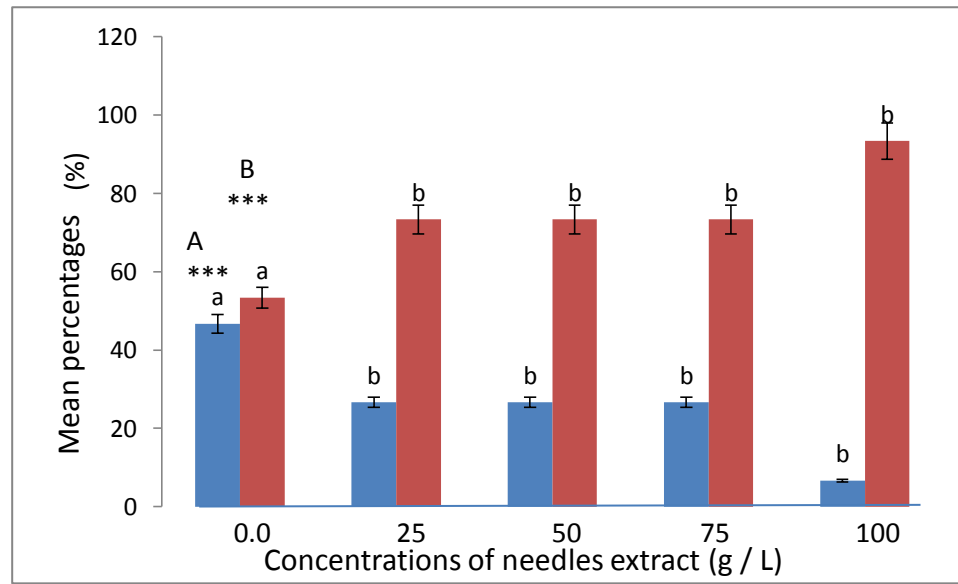 120
100
80
60
40
20
0
Mean percentages (%)
A
***
a
B
***
a
b
b
b
b
b
b
b
b
0.0 25 50 75 100
Concentrations of needles extract (g / L)